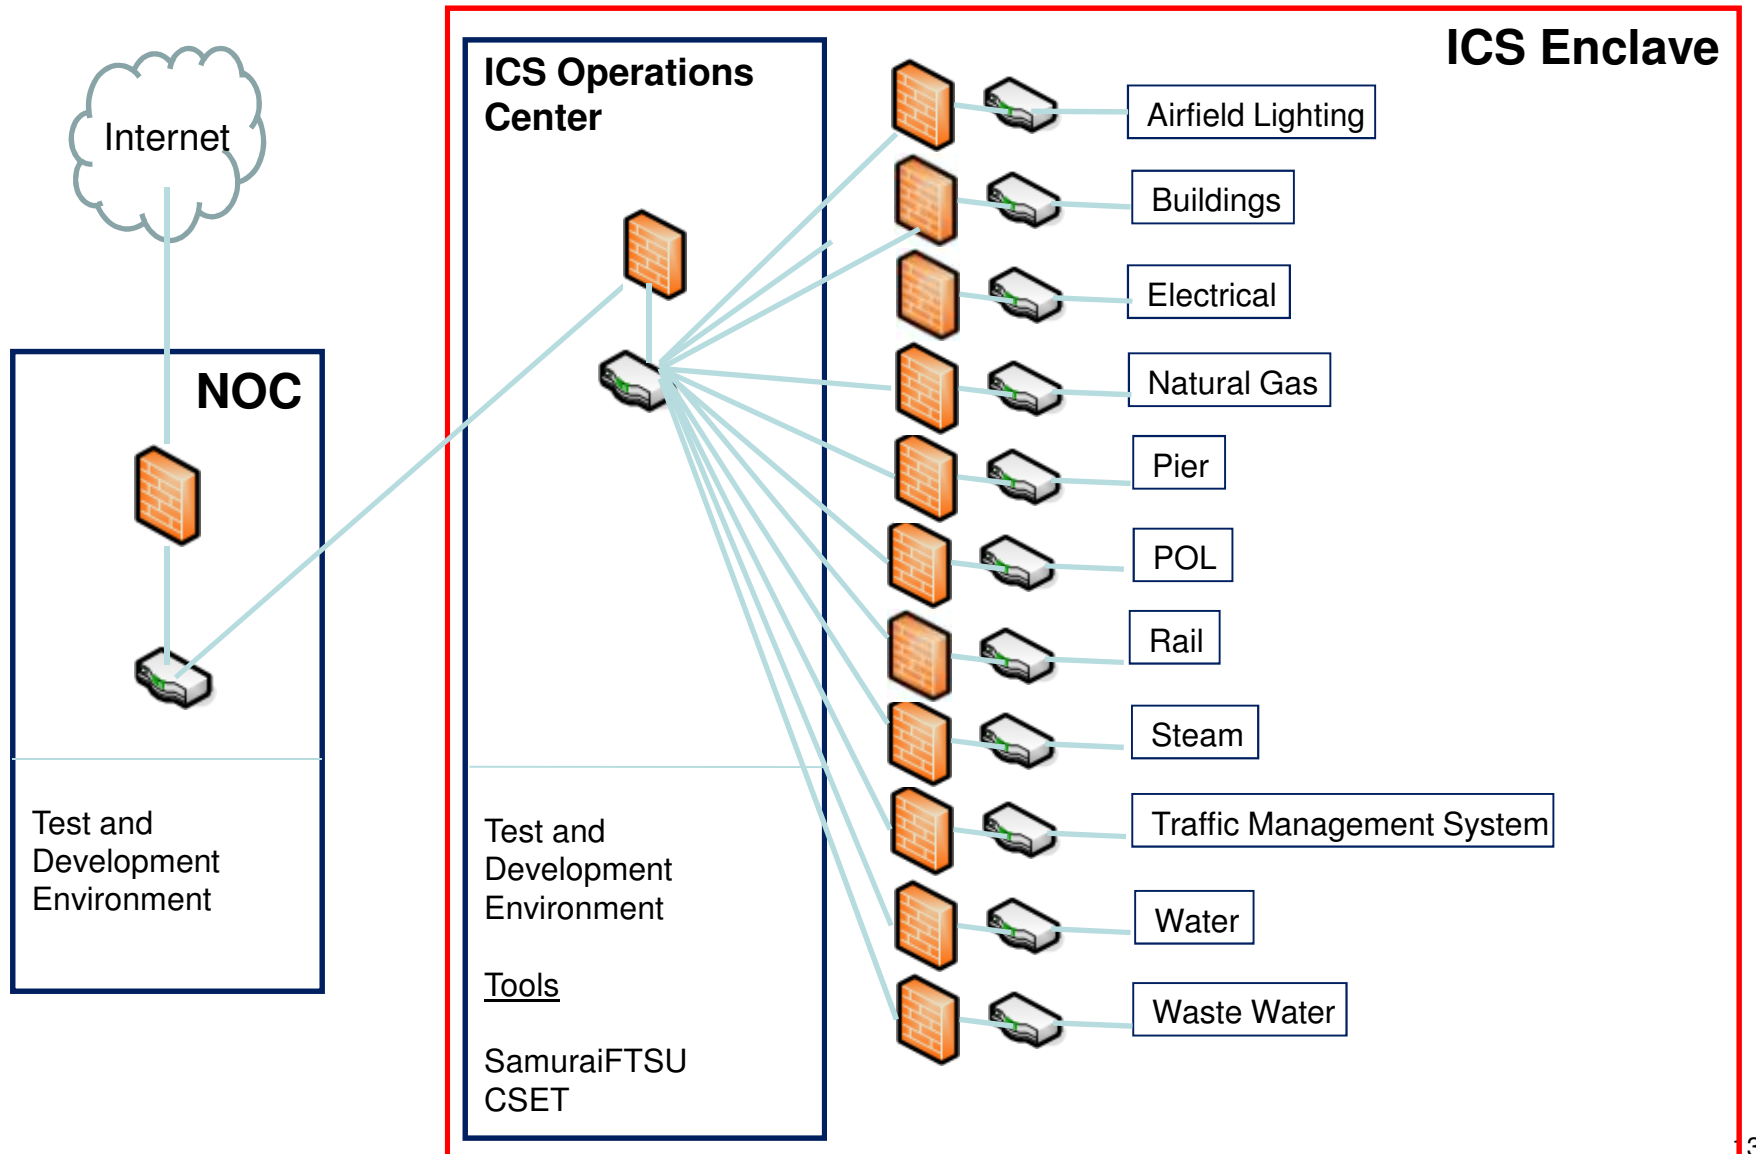 ICS Enclave
ICS Operations
Center
Internet
NOC
Test and
Development
Environment
Test and
Development
Environment
Tools
SamuraiFTSU
CSET
Airfield Lighting
Buildings
Electrical
Natural Gas
Pier
POL
Rail
Steam
Traffic Management System
Water
Waste Water